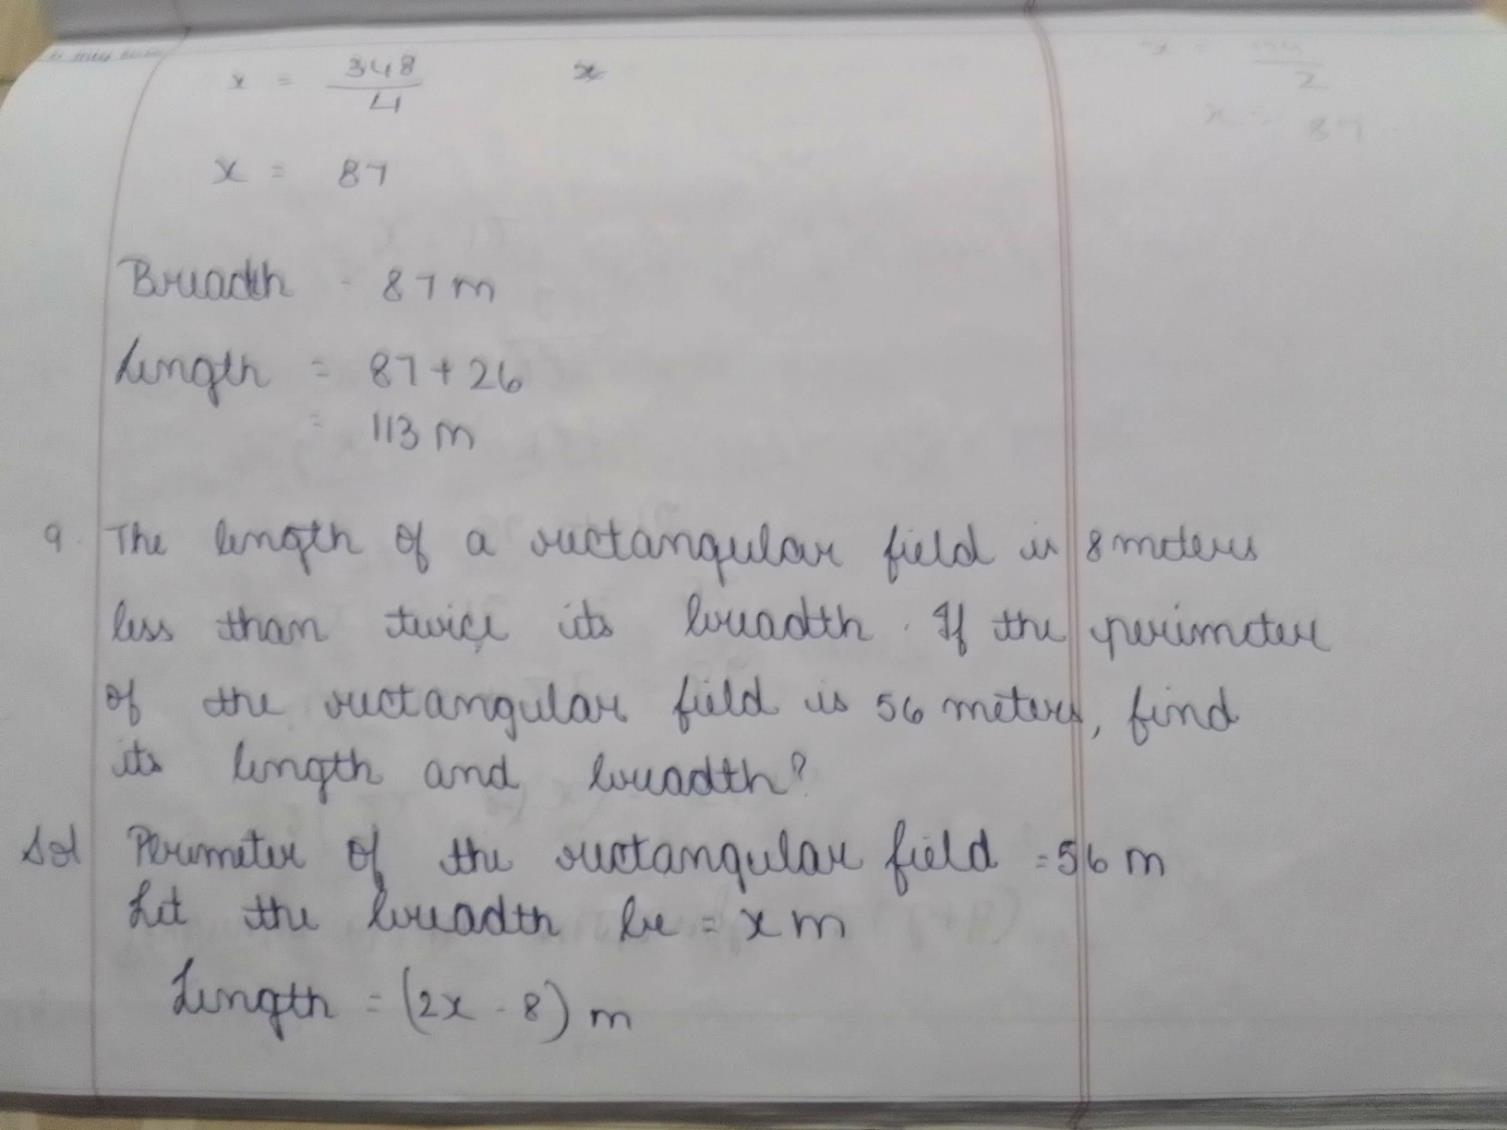 x = 348/4
x = 87
Breadth - 87 m
Length = 87 + 26
= 113 m
9. The length of a rectangular field is 8 meters
less than twice its breadth. If the perimeter
of the rectangular field is 56 meters, find
its length and breadth?
Sol Perimeter of the rectangular field = 56 m
Let the breadth be = x m
Length = (2x - 8) m